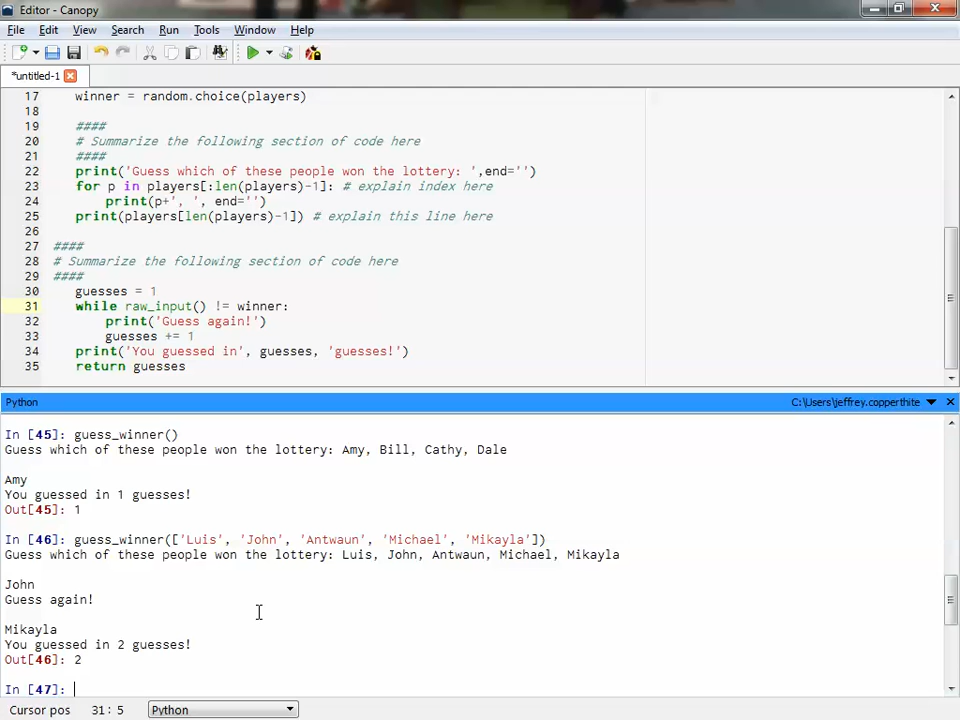 Editor - Canopy
File Edit View Search Run Tools Window Help
*untitled-1
17 winner = random.choice(players)
18
19 ####
20 # Summarize the following section of code here
21 ####
22 print('Guess which of these people won the lottery: ',end='')
23 for p in players[:len(players)-1]: # explain index here
24 print(p+', ', end='')
25 print(players[len(players)-1]) # explain this line here
26
27 ####
28 # Summarize the following section of code here
29 ####
30 guesses = 1
31 while raw_input() != winner:
32 print('Guess again!')
33 guesses += 1
34 print('You guessed in', guesses, 'guesses!')
35 return guesses
Python C:\Users\jeffrey.copperthite
In [45]: guess_winner()
Guess which of these people won the lottery: Amy, Bill, Cathy, Dale
Amy
You guessed in 1 guesses!
Out[45]: 1
In [46]: guess_winner(['Luis', 'John', 'Antwaun', 'Michael', 'Mikayla'])
Guess which of these people won the lottery: Luis, John, Antwaun, Michael, Mikayla
John
Guess again!
Mikayla
You guessed in 2 guesses!
Out[46]: 2
In [47]:
Cursor pos 31: 5 Python